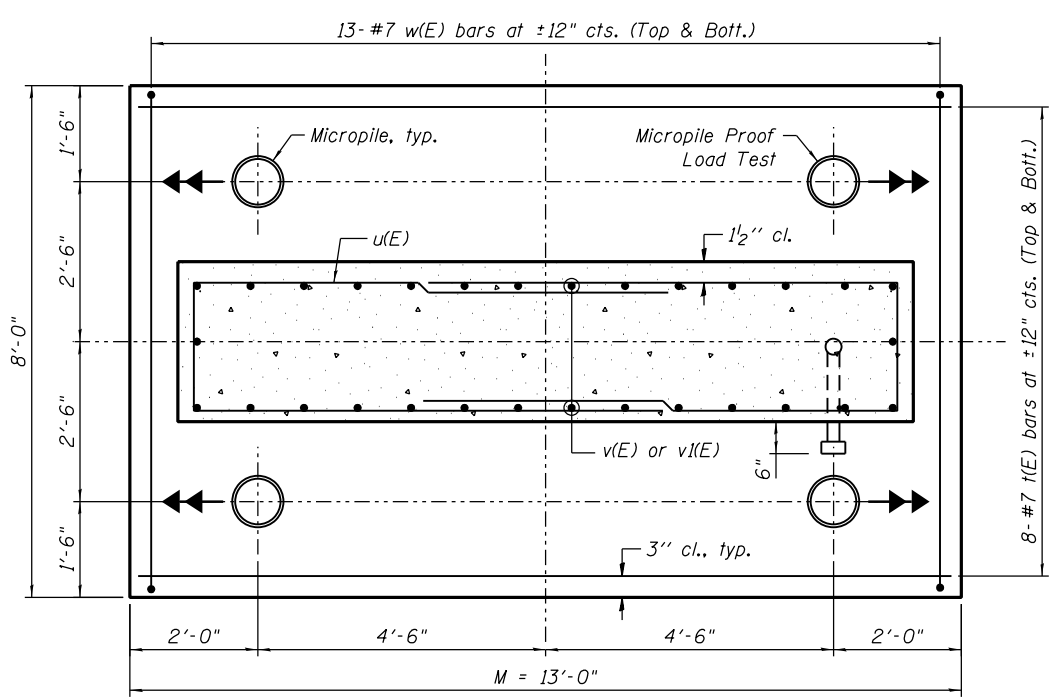 13- #7 w(E) bars at ±12" cts. (Top & Bott.)
1'-6"
Micropile, typ.
Micropile Proof
Load Test
2'-6"
u(E)
1½'' cl.
8'-0"
8- #7 t(E) bars at ±12" cts. (Top & Bott.)
2'-6"
v(E) or v1(E)
6"
1'-6"
3'' cl., typ.
2'-0"
4'-6"
4'-6"
2'-0"
M = 13'-0"